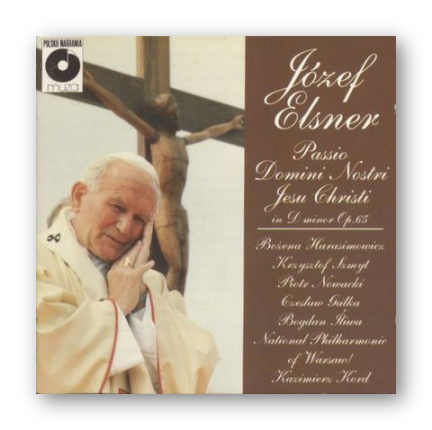 POLSKIE NAGRANIA
muza
Józef
Elsner
Passio
Domini Nostri
Jesu Christi
in D minor Op.65
Bożena Harasimowicz
Krzysztof Szmyt
Piotr Nowacki
Czesław Gałka
Bogdan Śliwa
National Philharmonic
of Warsaw/
Kazimierz Kord